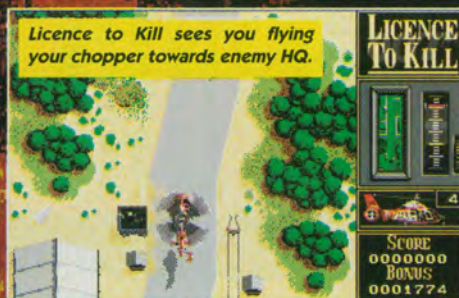 Licence to Kill sees you flying
your chopper towards enemy HQ.
LICENCE
TO KILL
4
SCORE
0000000
BONUS
0001774